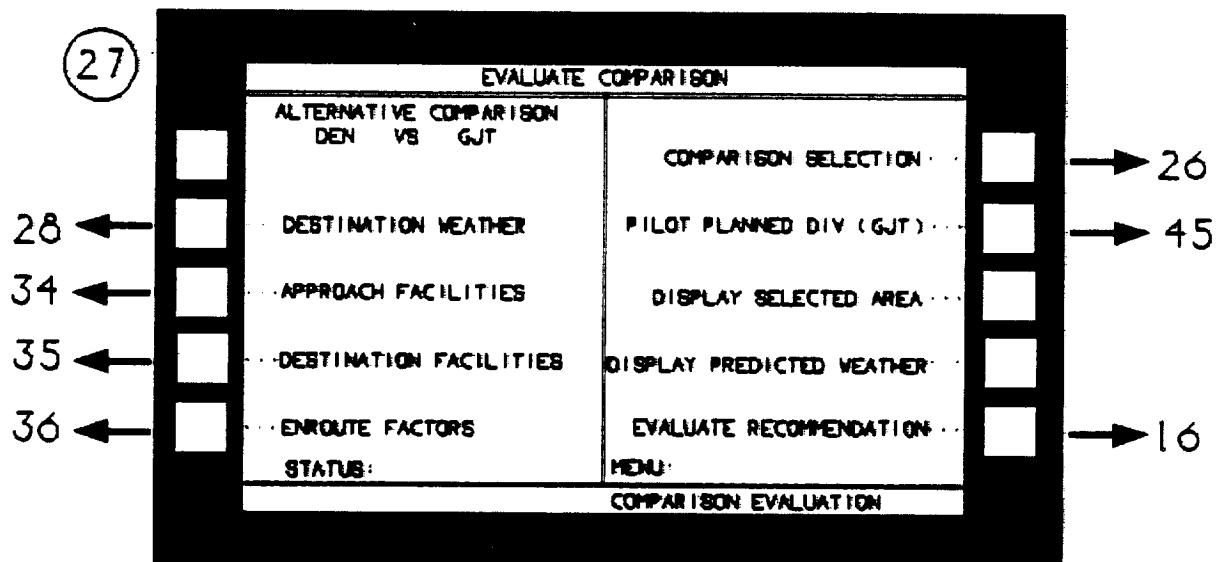 27
EVALUATE COMPARISON
ALTERNATIVE COMPARISON
DEN VS GJT
COMPARISON SELECTION
26
28
DESTINATION WEATHER
PILOT PLANNED DIV (GJT)
45
34
APPROACH FACILITIES
DISPLAY SELECTED AREA
35
DESTINATION FACILITIES
DISPLAY PREDICTED WEATHER
36
ENROUTE FACTORS
EVALUATE RECOMMENDATION
16
STATUS:
MENU:
COMPARISON EVALUATION